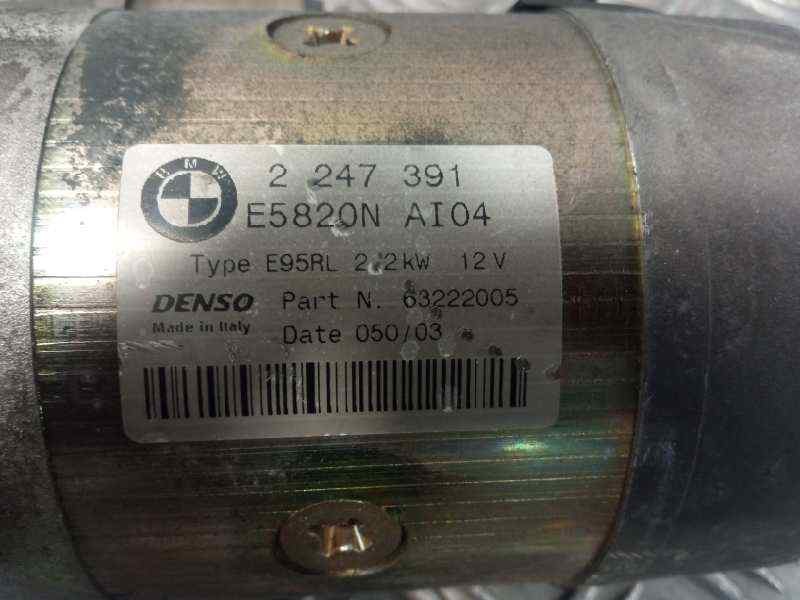 BMW
2 247 391
E5820N AI04
Type E95RL 2.2kW 12V
DENSO Part N. 63222005
Made in Italy
Date 050/03